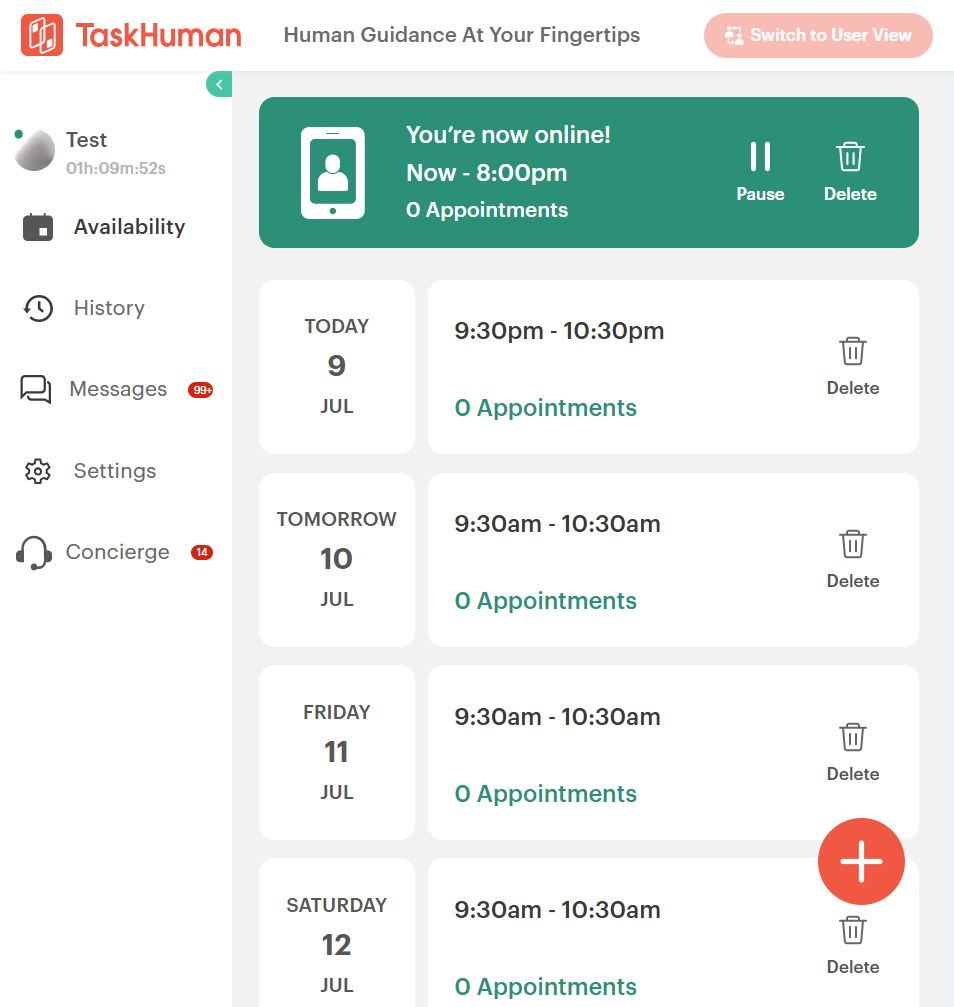 TaskHuman
Human Guidance At Your Fingertips
Switch to User View
Test
01h:09m:52s
Availability
History
Messages 99+
Settings
Concierge 14
You’re now online!
Now - 8:00pm
0 Appointments
Pause
Delete
TODAY
9
JUL
9:30pm - 10:30pm
0 Appointments
Delete
TOMORROW
10
JUL
9:30am - 10:30am
0 Appointments
Delete
FRIDAY
11
JUL
9:30am - 10:30am
0 Appointments
Delete
SATURDAY
12
JUL
9:30am - 10:30am
0 Appointments
Delete